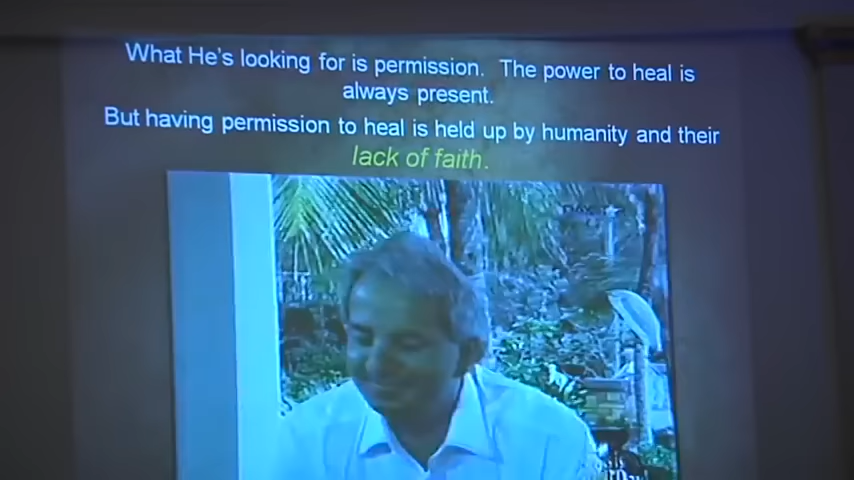 What He's looking for is permission. The power to heal is
always present.
But having permission to heal is held up by humanity and their
lack of faith.